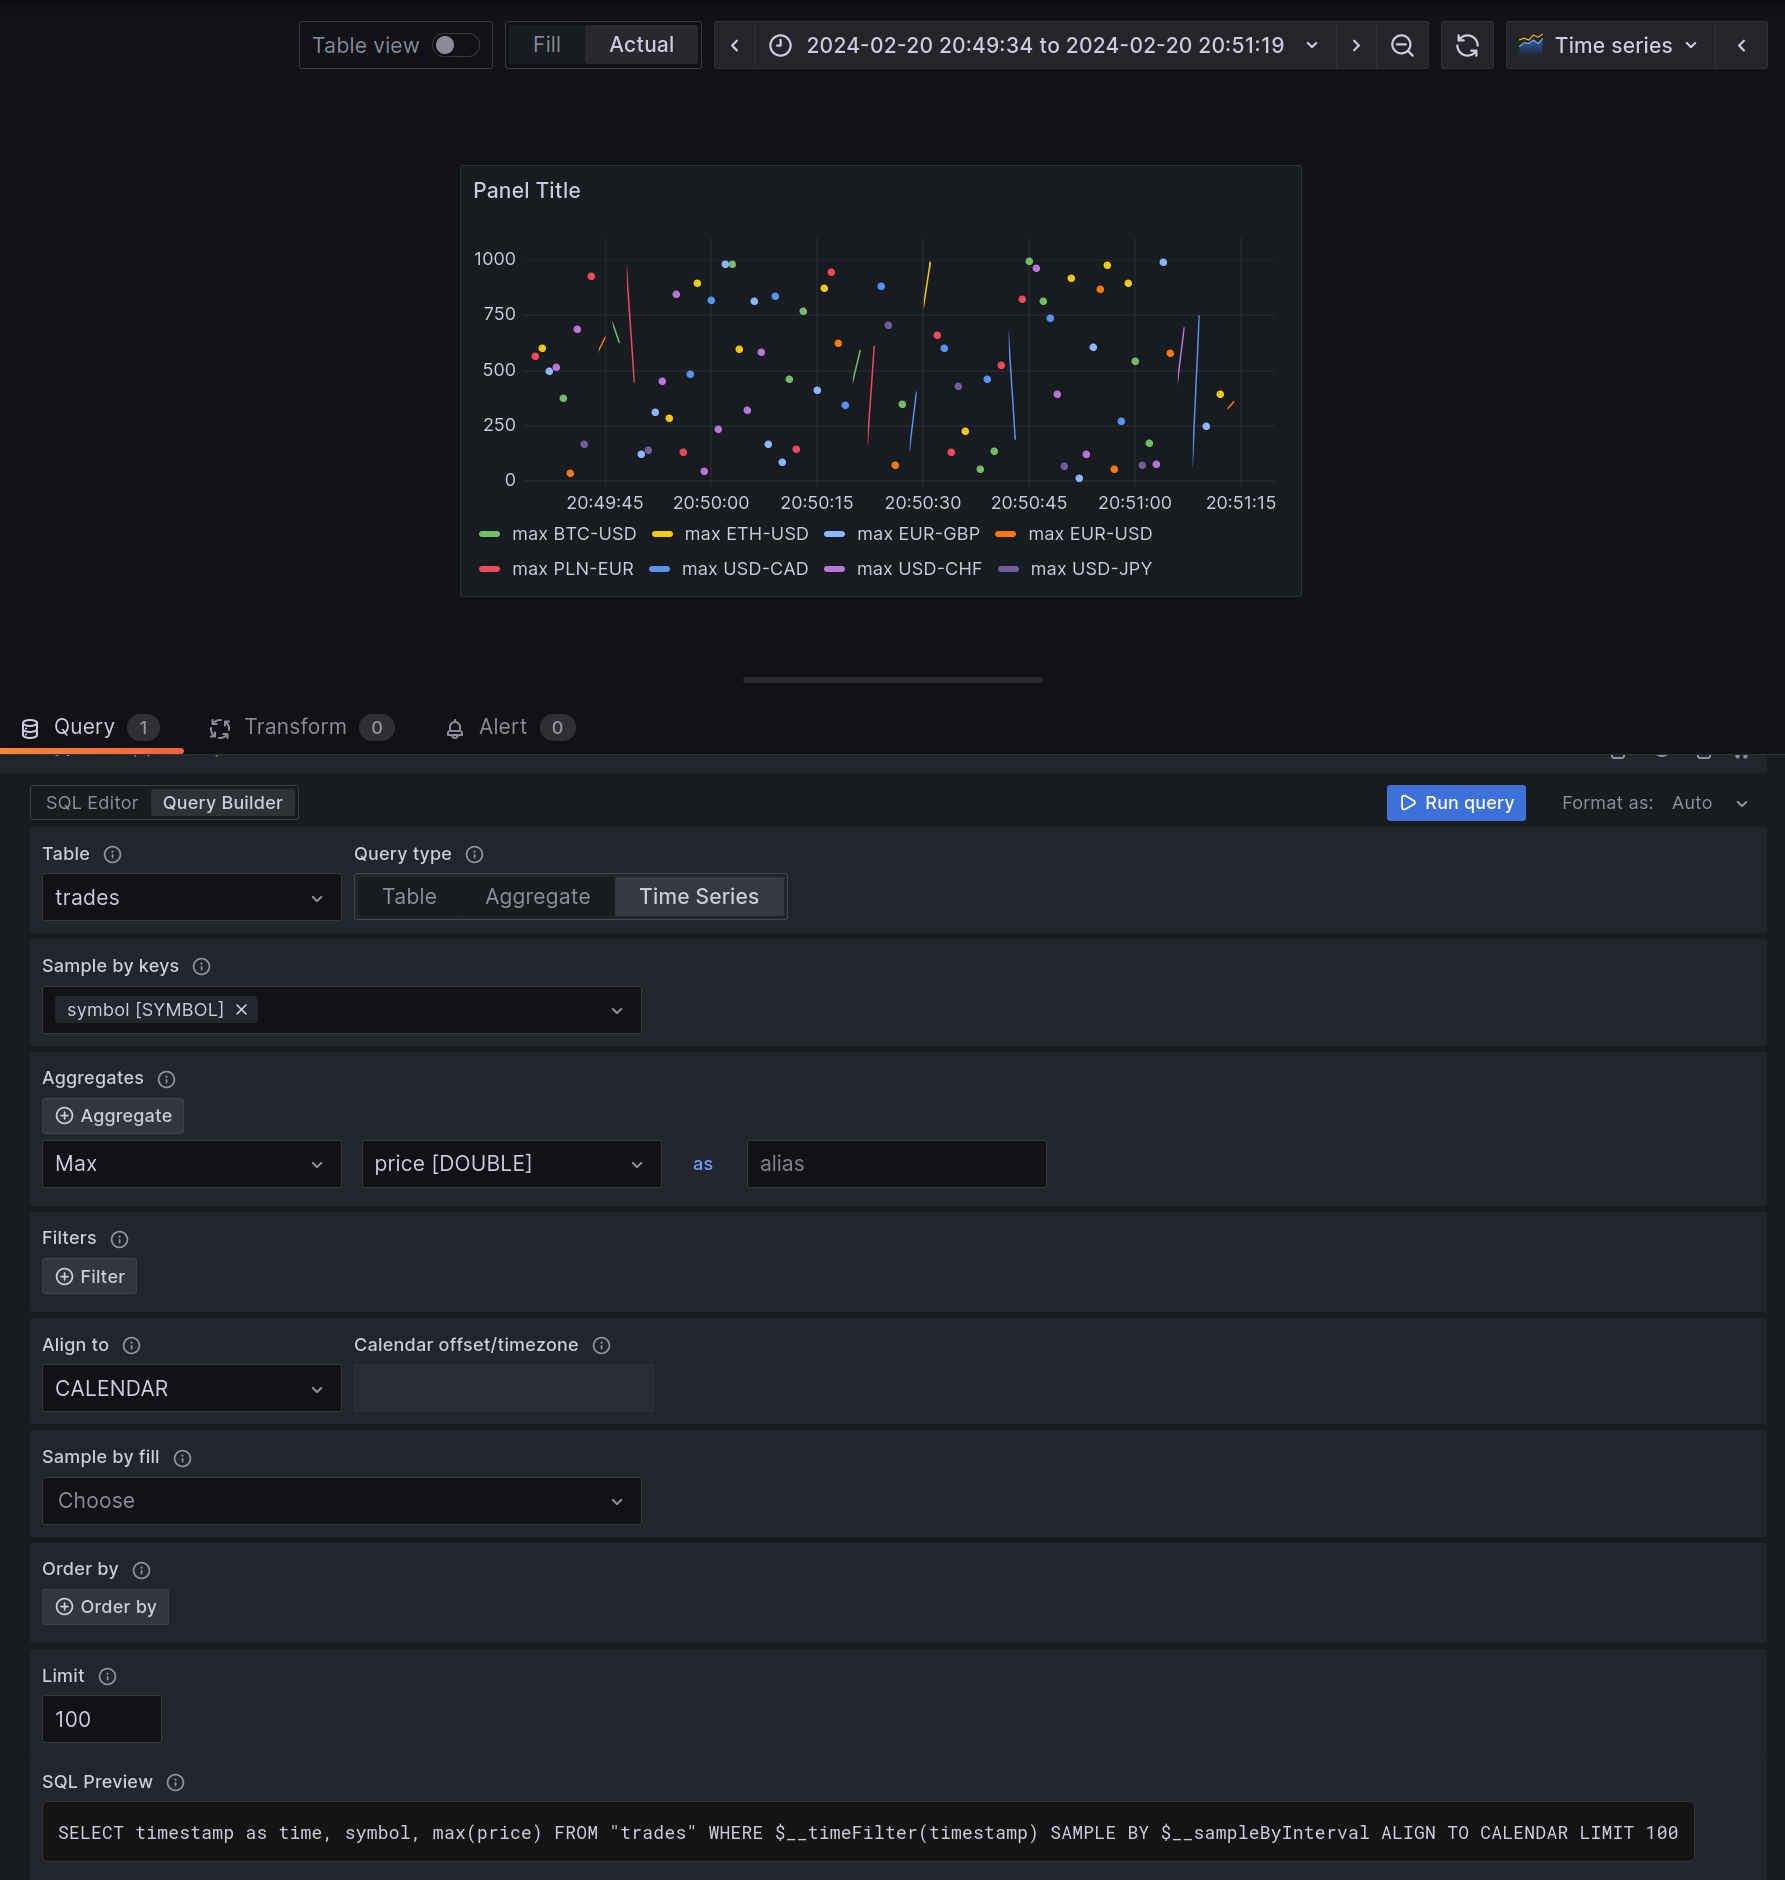 Table view Fill Actual 2024-02-20 20:49:34 to 2024-02-20 20:51:19 Time series
Panel Title
1000
750
500
250
0
20:49:45 20:50:00 20:50:15 20:50:30 20:50:45 20:51:00 20:51:15
max BTC-USD max ETH-USD max EUR-GBP max EUR-USD
max PLN-EUR max USD-CAD max USD-CHF max USD-JPY
Query 1 Transform 0 Alert 0
SQL Editor Query Builder Run query Format as: Auto
Table Query type
trades Table Aggregate Time Series
Sample by keys
symbol [SYMBOL]
Aggregates
Aggregate
Max price [DOUBLE] as alias
Filters
Filter
Align to Calendar offset/timezone
CALENDAR
Sample by fill
Choose
Order by
Order by
Limit
100
SQL Preview
SELECT timestamp as time, symbol, max(price) FROM "trades" WHERE $__timeFilter(timestamp) SAMPLE BY $__sampleByInterval ALIGN TO CALENDAR LIMIT 100